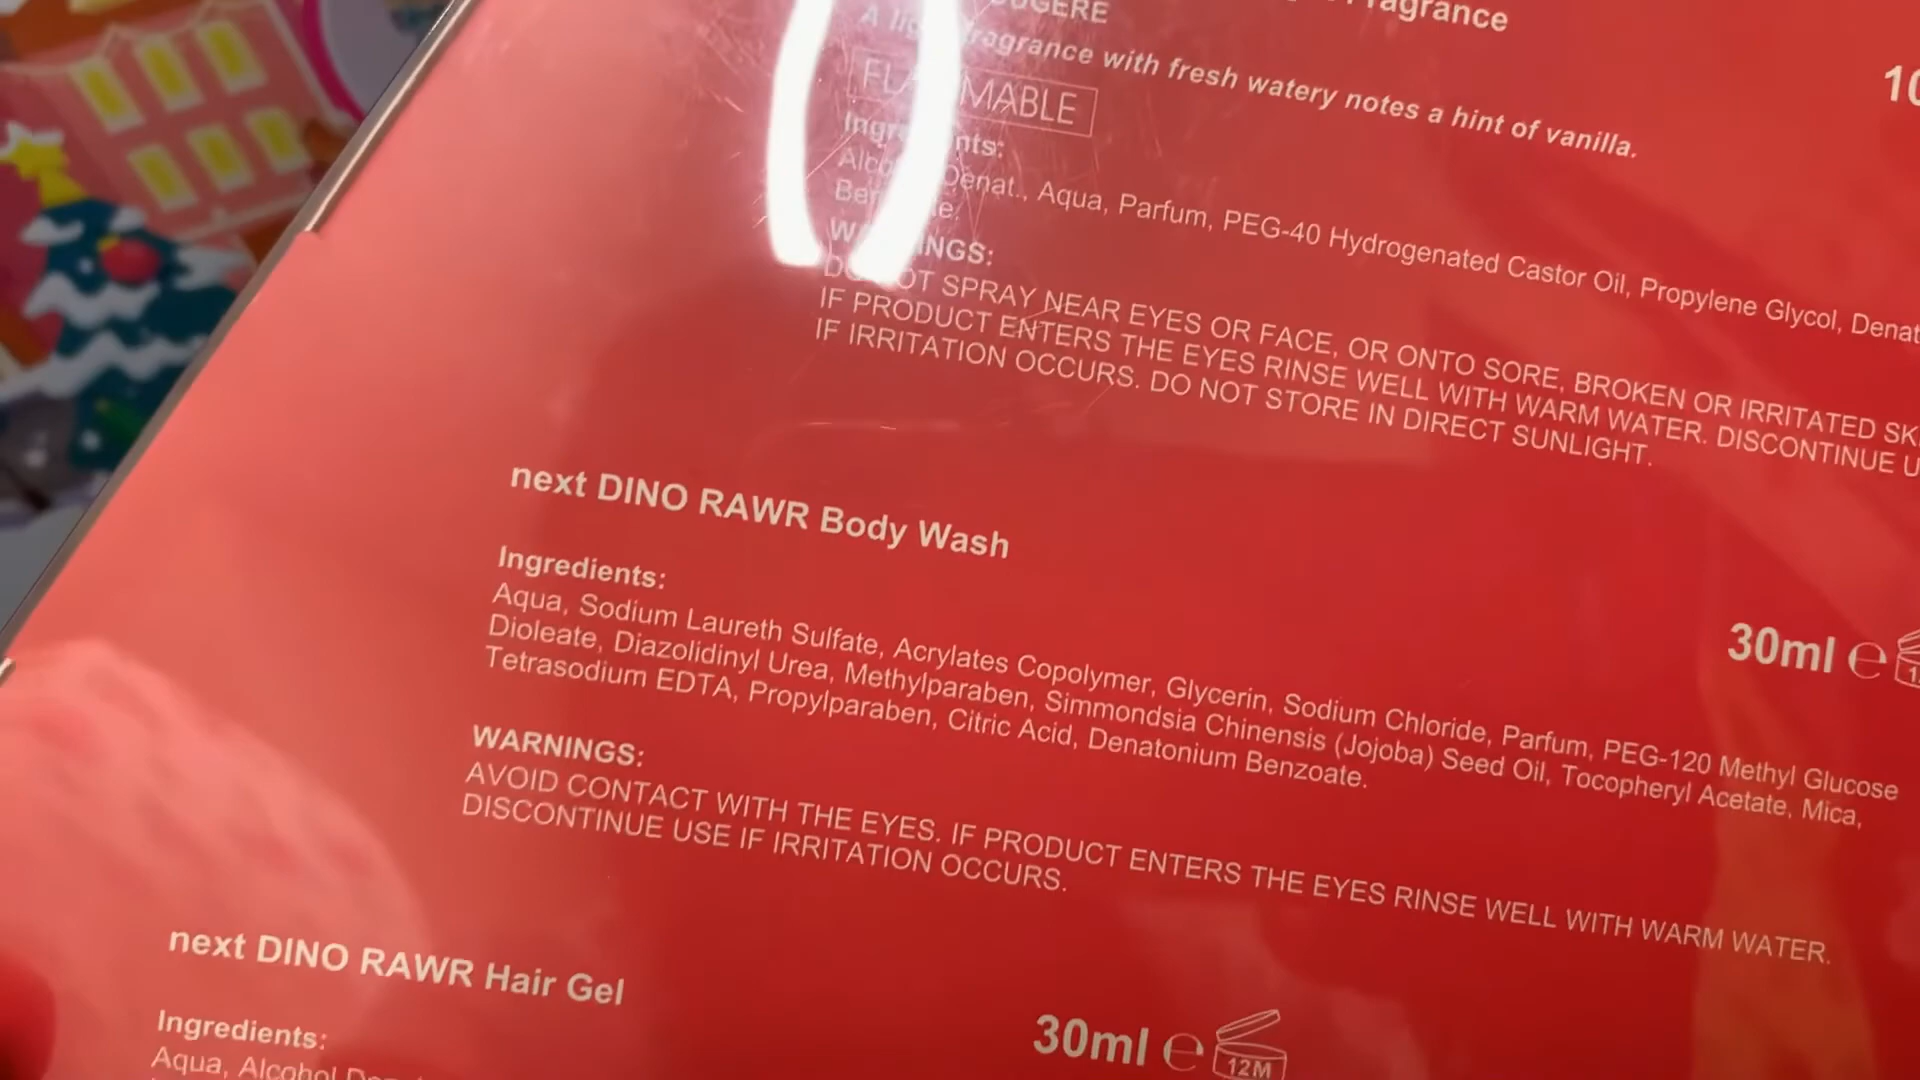 Fragrance
A light fragrance with fresh watery notes a hint of vanilla.
10
FLAMMABLE
Ingredients:
Alcohol Denat., Aqua, Parfum, PEG-40 Hydrogenated Castor Oil, Propylene Glycol,
WARNINGS:
DO NOT SPRAY NEAR EYES OR FACE, OR ONTO SORE, BROKEN OR IRRITATED
IF PRODUCT ENTERS THE EYES RINSE WELL WITH WARM WATER. DISCONTINUE
IF IRRITATION OCCURS. DO NOT STORE IN DIRECT SUNLIGHT.
next DINO RAWR Body Wash
30ml e
Ingredients:
Aqua, Sodium Laureth Sulfate, Acrylates Copolymer, Glycerin, Sodium Chloride, Parfum, PEG-120 Methyl Glucose
Dioleate, Diazolidinyl Urea, Methylparaben, Simmondsia Chinensis (Jojoba) Seed Oil, Tocopheryl Acetate, Mica,
Tetrasodium EDTA, Propylparaben, Citric Acid, Denatonium Benzoate.
WARNINGS:
AVOID CONTACT WITH THE EYES. IF PRODUCT ENTERS THE EYES RINSE WELL WITH WARM WATER.
DISCONTINUE USE IF IRRITATION OCCURS.
next DINO RAWR Hair Gel
30ml e 12M
Ingredients:
Aqua, Alcohol